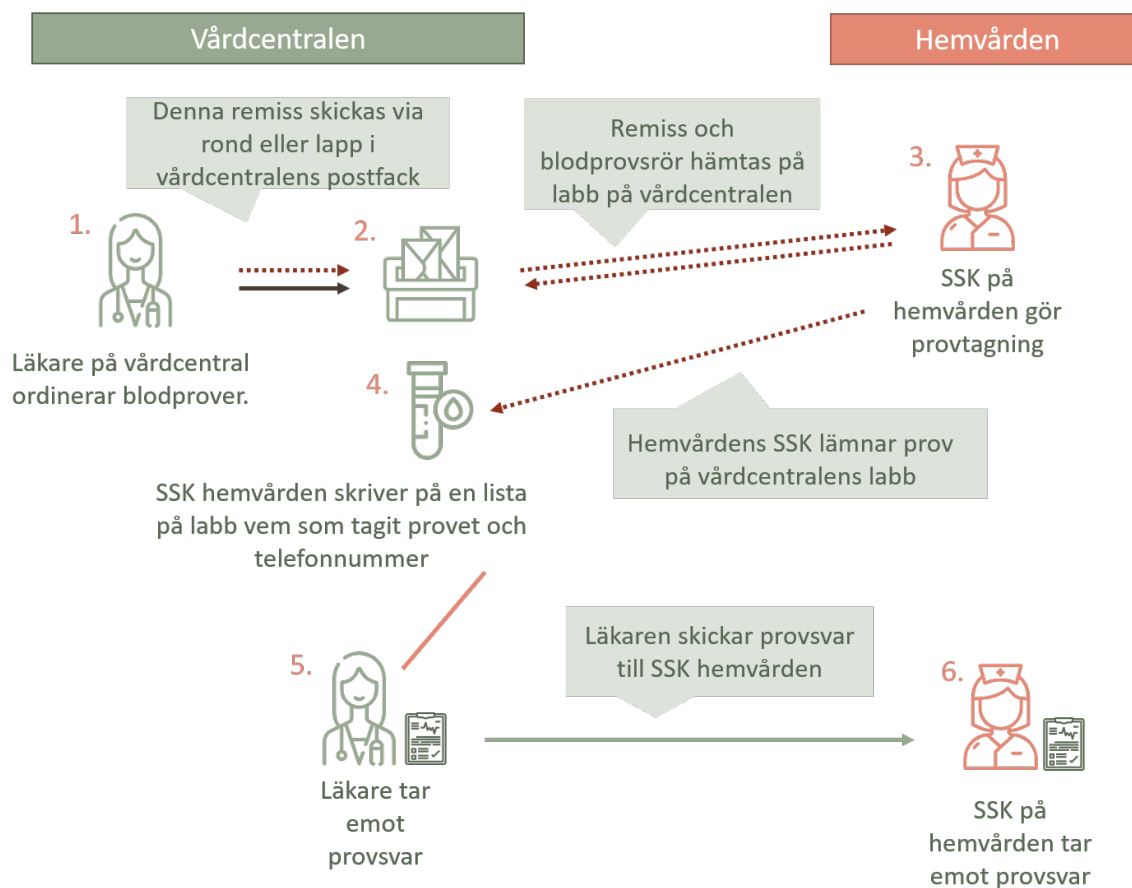 Vårdcentralen
Hemvården
Denna remiss skickas via
rond eller lapp i
vårdcentralens postfack
Remiss och
blodprovsrör hämtas på
labb på vårdcentralen
1.
2.
3.
Läkare på vårdcentral
ordinerar blodprover.
SSK på
hemvården gör
provtagning
4.
Hemvårdens SSK lämnar prov
på vårdcentralens labb
SSK hemvården skriver på en lista
på labb vem som tagit provet och
telefonnummer
Läkaren skickar provsvar
till SSK hemvården
5.
6.
Läkare tar
emot
provsvar
SSK på
hemvården tar
emot provsvar